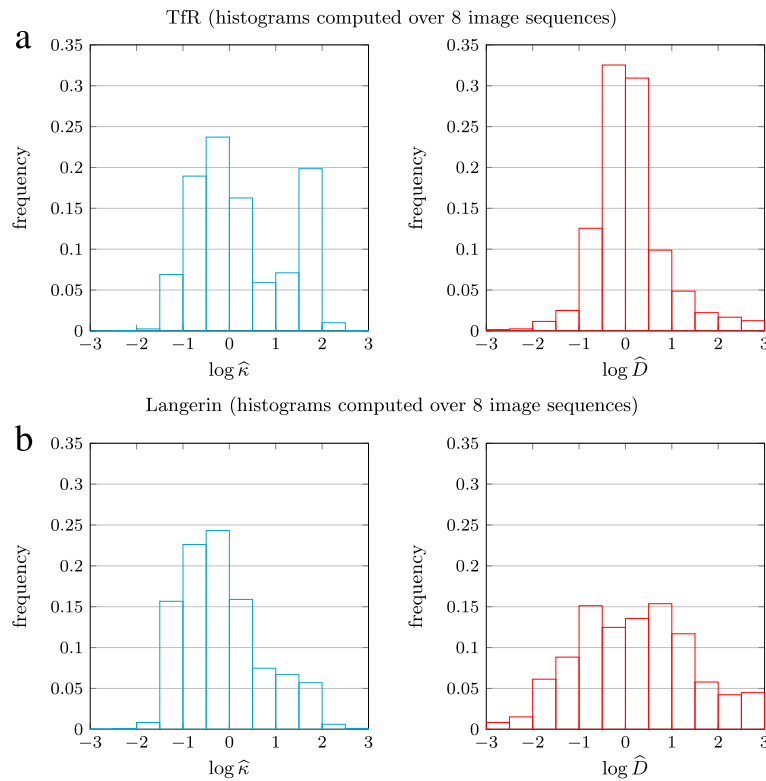 TfR (histograms computed over 8 image sequences)
a
0.35
0.3
0.25
0.2
0.15
0.1
0.05
0
frequency
−3 −2 −1 0 1 2 3
log κ̂
0.35
0.3
0.25
0.2
0.15
0.1
0.05
0
frequency
−3 −2 −1 0 1 2 3
log D̂
Langerin (histograms computed over 8 image sequences)
b
0.35
0.3
0.25
0.2
0.15
0.1
0.05
0
frequency
−3 −2 −1 0 1 2 3
log κ̂
0.35
0.3
0.25
0.2
0.15
0.1
0.05
0
frequency
−3 −2 −1 0 1 2 3
log D̂